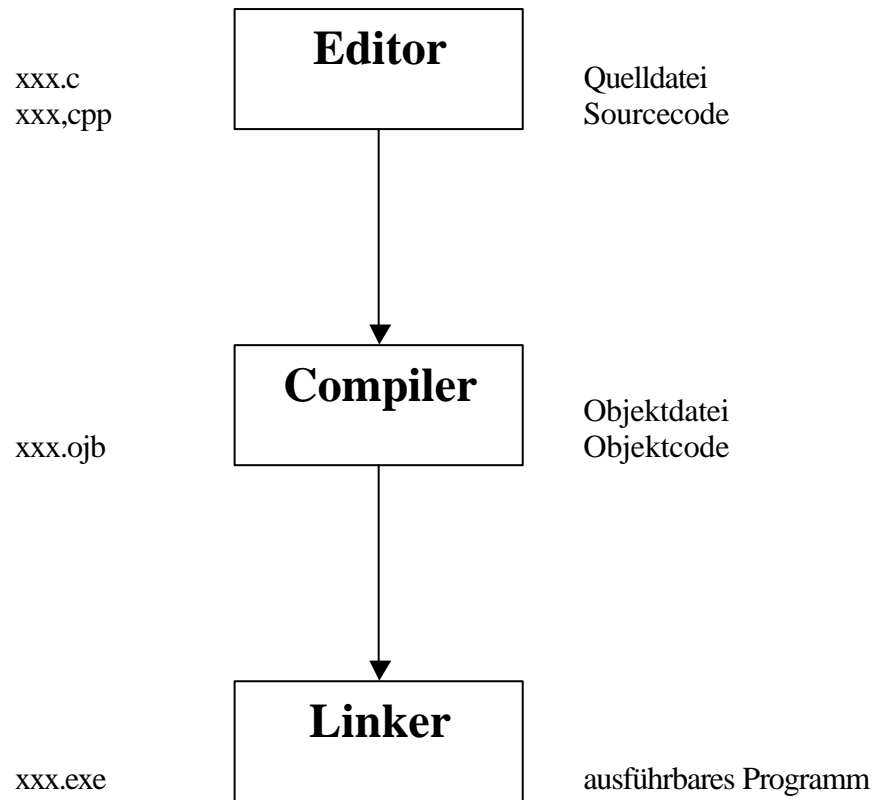 Editor
xxx.c
Quelldatei
xxx,cpp
Sourcecode
Compiler
Objektdatei
xxx.ojb
Objektcode
Linker
xxx.exe
ausführbares Programm